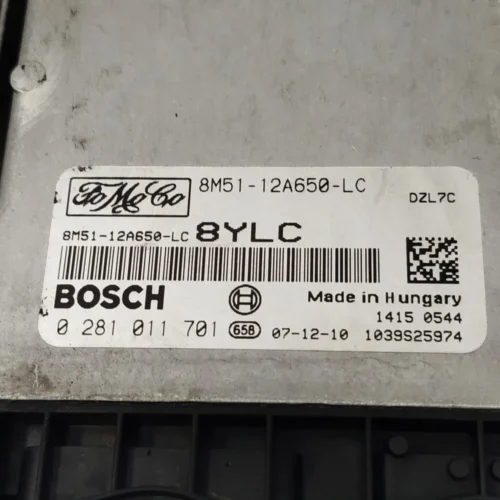 FoMoCo 8M51-12A650-LC
DZL7C
8M51-12A650-LC 8YLC
BOSCH
Made in Hungary
1415 0544
0 281 011 701 658 07-12-10 1039S25974